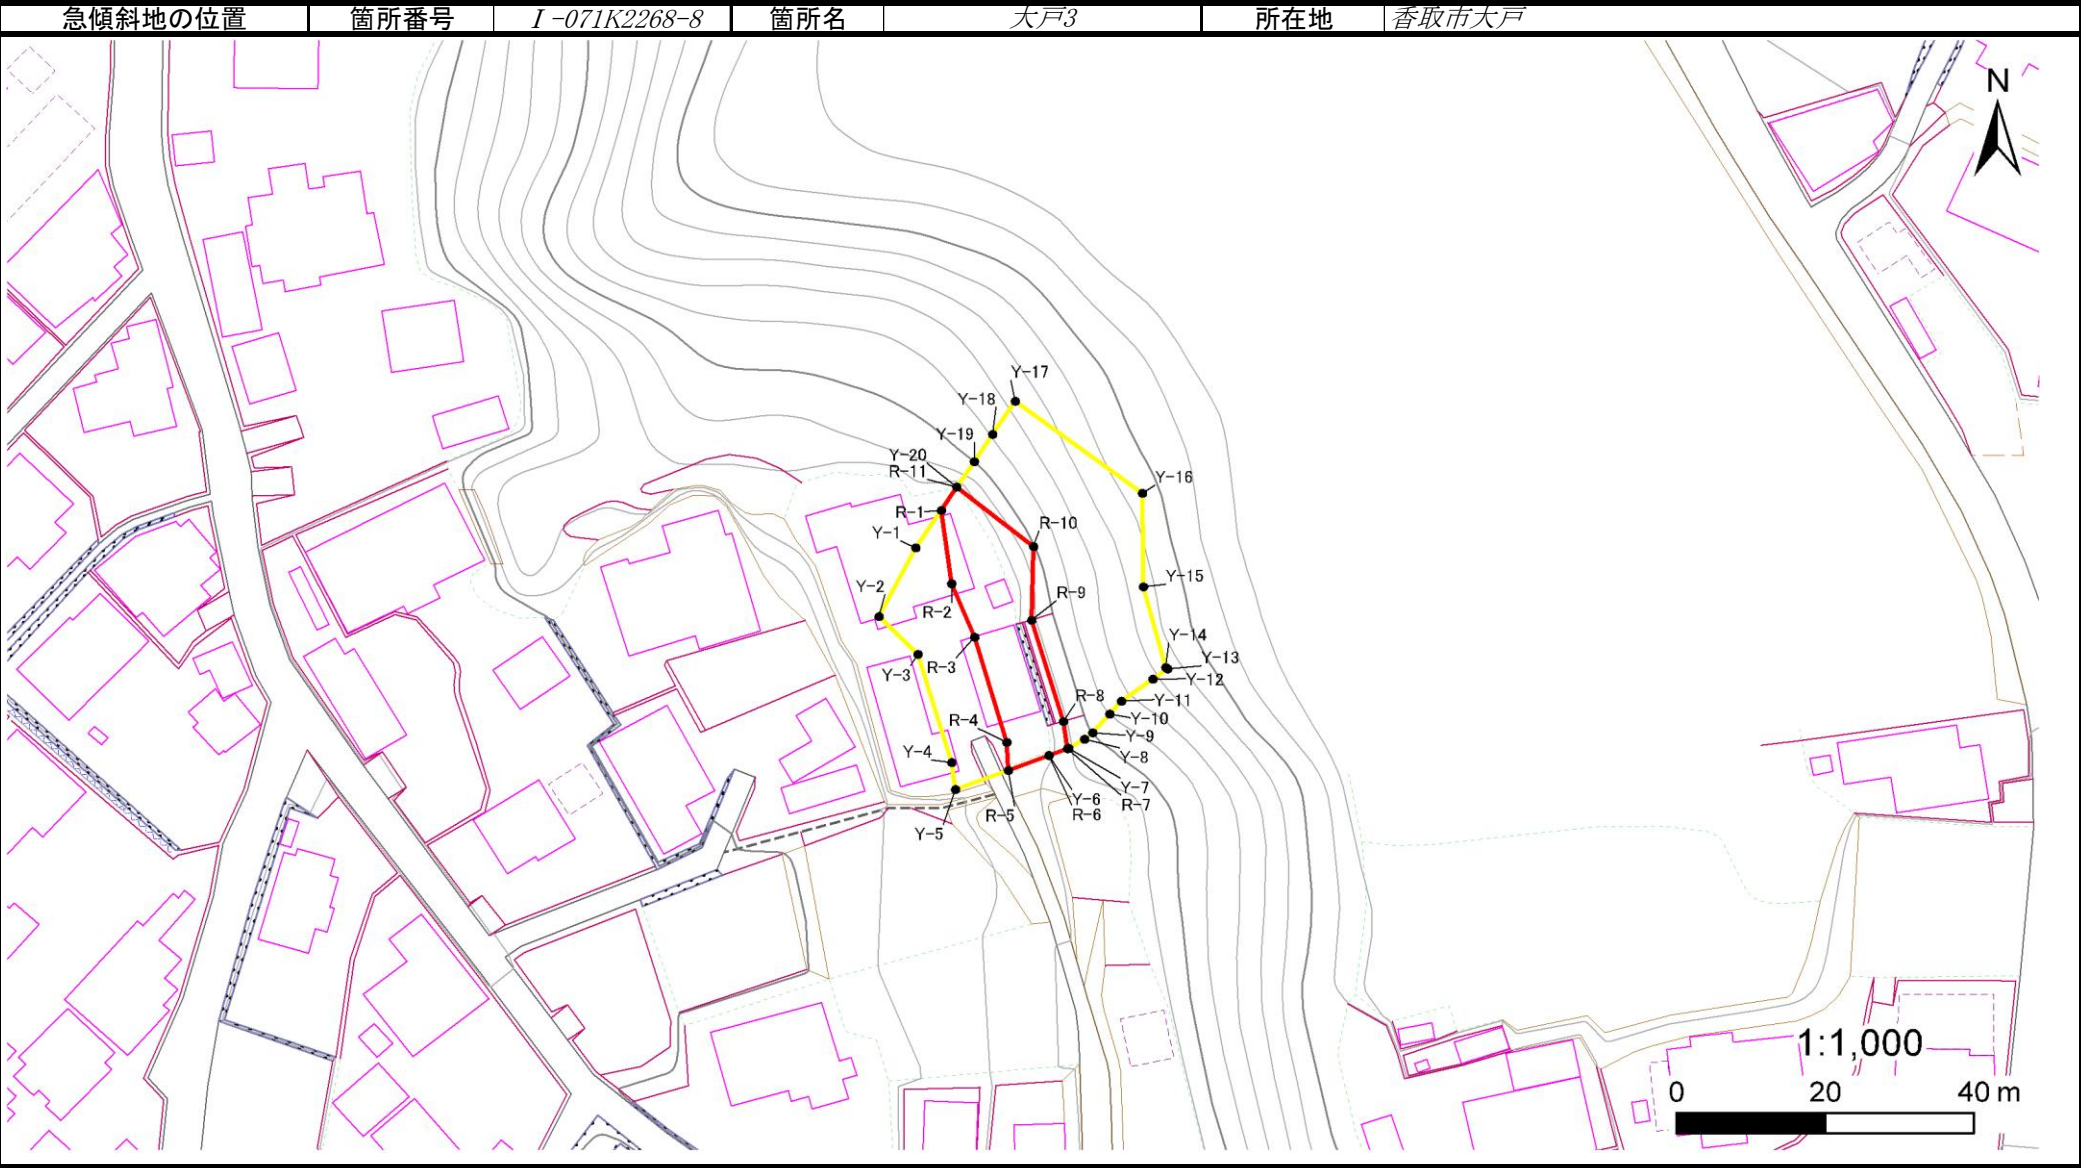 急傾斜地の位置 箇所番号 Ⅰ-071K2268-8 箇所名 大戸3 所在地 香取市大戸
N
Y-17
Y-18
Y-19
Y-20
R-11
Y-16
R-1
R-10
Y-1
Y-15
Y-2
R-9
R-2
Y-14
Y-13
Y-3
R-3
Y-12
Y-11
R-8
R-4
Y-10
Y-9
Y-4
Y-8
Y-7
R-7
Y-6
R-6
R-5
Y-5
1:1,000
0 20 40 m